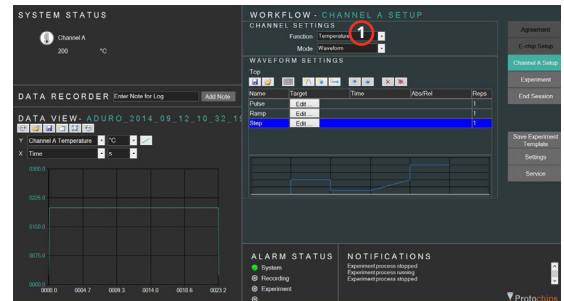 SYSTEM STATUS
Channel A
200 °C
DATA RECORDER Enter Note for Log Add Note
DATA VIEW- ADURO_2014_09_12_10_32_1
Y Channel A Temperature °C
X Time s
0300.0
0225.0
0150.0
0075.0
0000.0
0000.0 0004.7 0009.3 0014.0 0018.6 0023.2
WORKFLOW- CHANNEL A SETUP
CHANNEL SETTINGS
Function Temperature
1
Mode Waveform
WAVEFORM SETTINGS
Top
Name Target Time Abs/Rel Reps
Pulse Edit ... 1
Ramp Edit ... 1
Step Edit ... 1
ALARM STATUS
System
Recording
Experiment
NOTIFICATIONS
Experiment process stopped
Experiment process running
Experiment process stopped
Agreement
E-chip Setup
Channel A Setup
Experiment
End Session
Save Experiment
Template
Settings
Service
Protochips